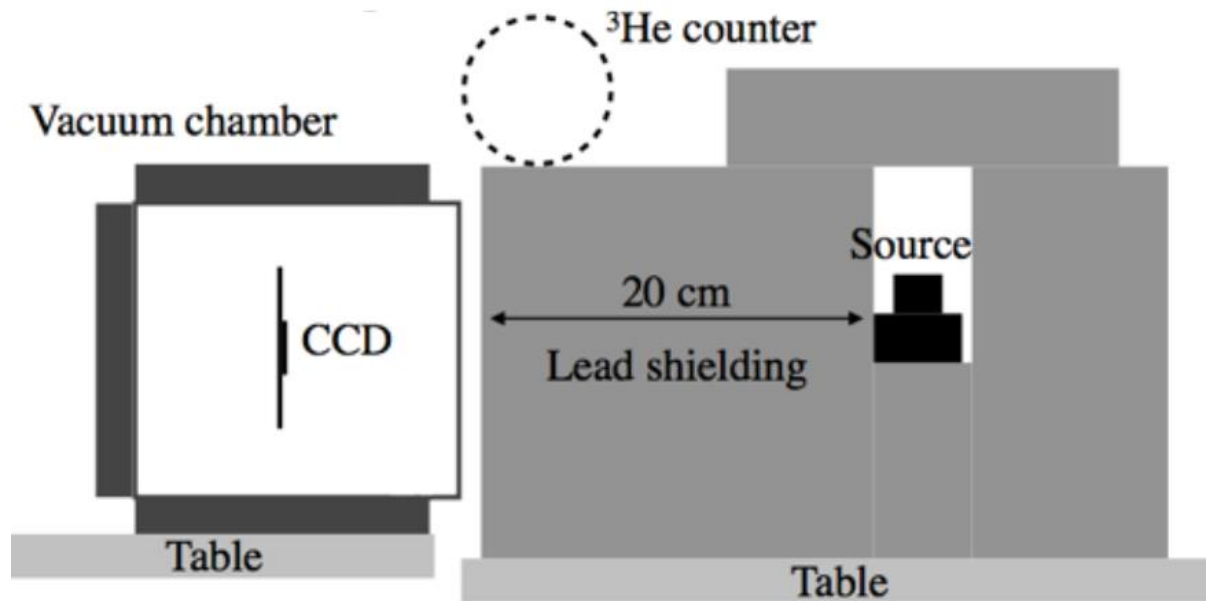 ³He counter
Vacuum chamber
Source
20 cm
CCD
Lead shielding
Table
Table